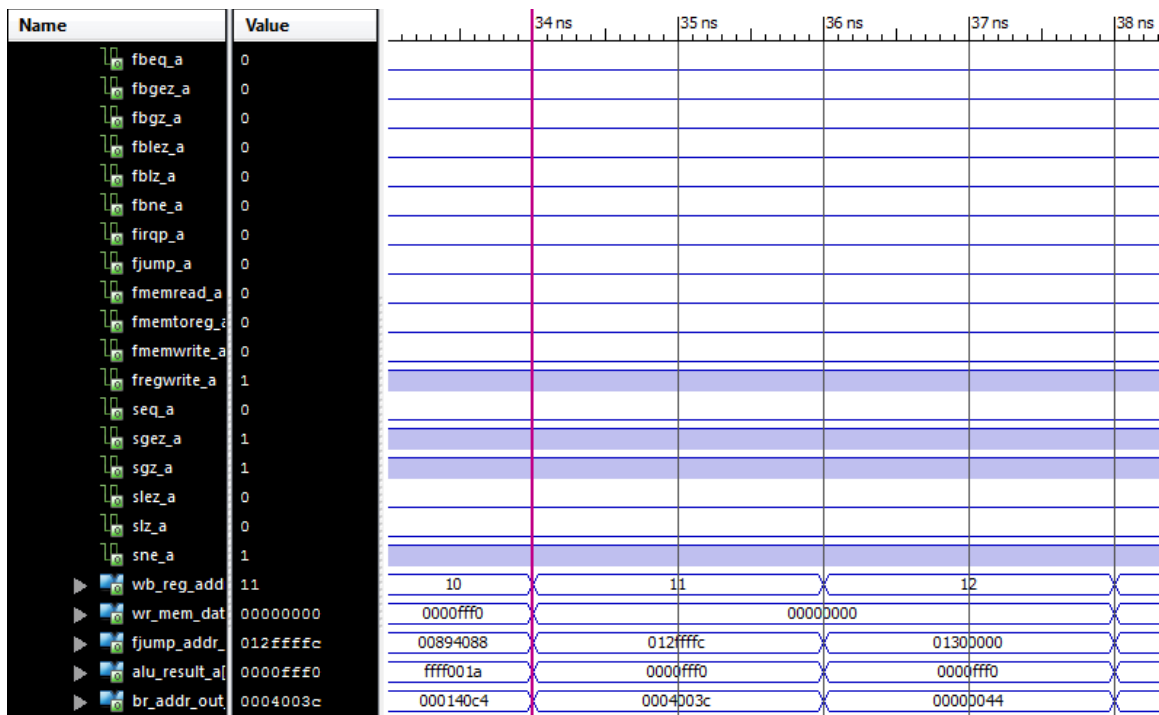 Name Value 34 ns 35 ns 36 ns 37 ns 38 ns
fbeq_a 0
fbgez_a 0
fbgz_a 0
fblez_a 0
fblz_a 0
fbne_a 0
firqp_a 0
fjump_a 0
fmemread_a 0
fmemtoreg_a 0
fmemwrite_a 0
fregwrite_a 1
seq_a 0
sgez_a 1
sgz_a 1
slez_a 0
slz_a 0
sne_a 1
wb_reg_add 11 10 11 12
wr_mem_dat 00000000 0000fff0 00000000
fjump_addr_ 012ffffc 00894088 012ffffc 01300000
alu_result_a[ 0000fff0 ffff001a 0000fff0 0000fff0
br_addr_out 0004003c 000140c4 0004003c 00000044